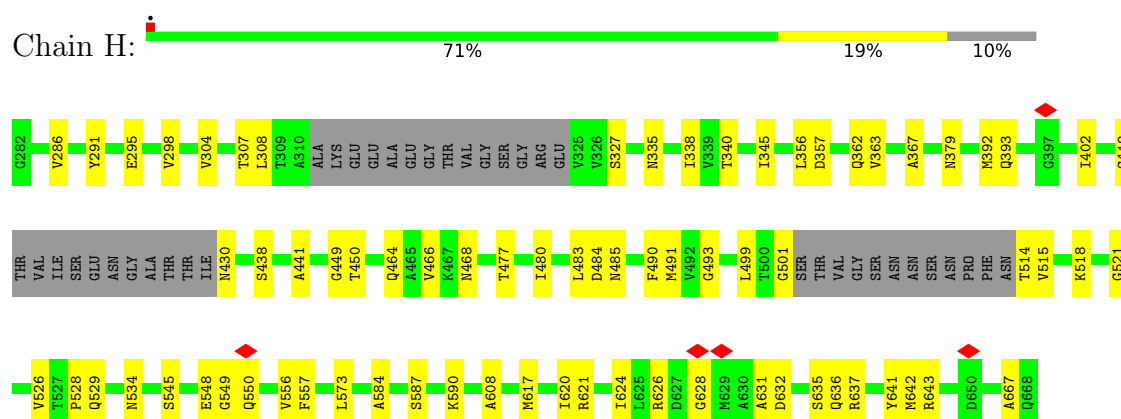 Chain H:
71% 19% 10%
G282 V286 Y291 E295 V298 V304 T307 L308 T309 A310 ALA LYS GLU GLU ALA GLU GLY THR VAL GLY SER GLY ARG GLU V325 V326 S327 N335 I338 V339 T340 I345 L356 D357 Q362 V363 A367 N379 M392 Q393 G397 I402
THR VAL ILE SER GLU ASN GLY ALA THR THR ILE N430 S438 A441 G449 T450 Q464 A465 V466 K467 N468 T477 I480 L483 D484 N485 F490 M491 V492 G493 L499 T500 G501 SER THR VAL GLY SER ASN ASN SER ASN PRO PHE ASN T514 V515 K518 G521
V526 T527 P528 Q529 N534 S545 E548 G549 Q550 V556 F557 L573 A584 S587 K590 A608 M617 I620 R621 I624 L625 R626 D627 G628 M629 A630 A631 D632 S635 Q636 R637 Y641 M642 R643 D650 A667 Q668